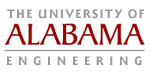 THE UNIVERSITY OF
ALABAMA
ENGINEERING